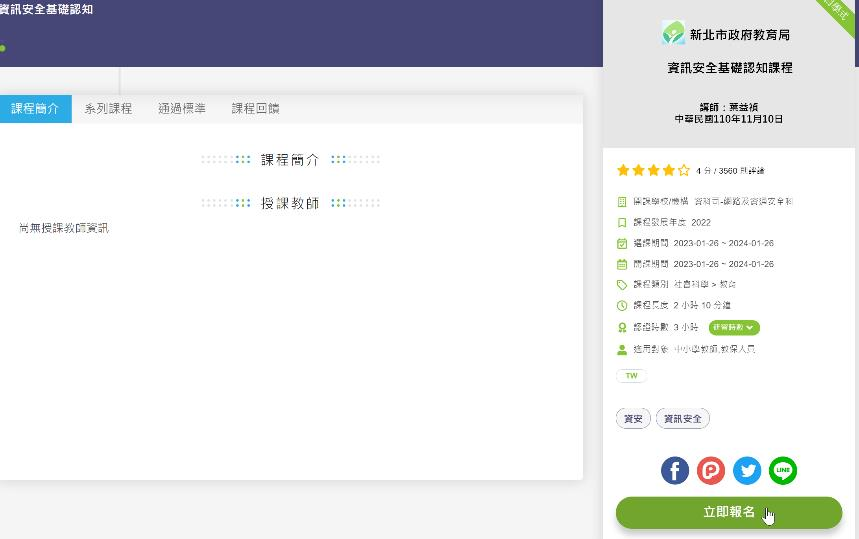 資訊安全基礎認知
課程簡介
系列課程
通過標準
課程回饋
課程簡介
授課教師
尚無授課教師資訊
新北市政府教育局
資訊安全基礎認知課程
講師：葉益禎
中華民國110年11月10日
4 分 / 3560 則評論
開課學校/機構 資科司-網路及資通安全科
課程發展年度 2022
選課期間 2023-01-26 ~ 2024-01-26
開課期間 2023-01-26 ~ 2024-01-26
課程類別 社會科學 > 教育
課程長度 2 小時 10 分鐘
認證時數 3 小時 研習時數
適用對象 中小學教師,教保人員
TW
資安
資訊安全
LINE
立即報名